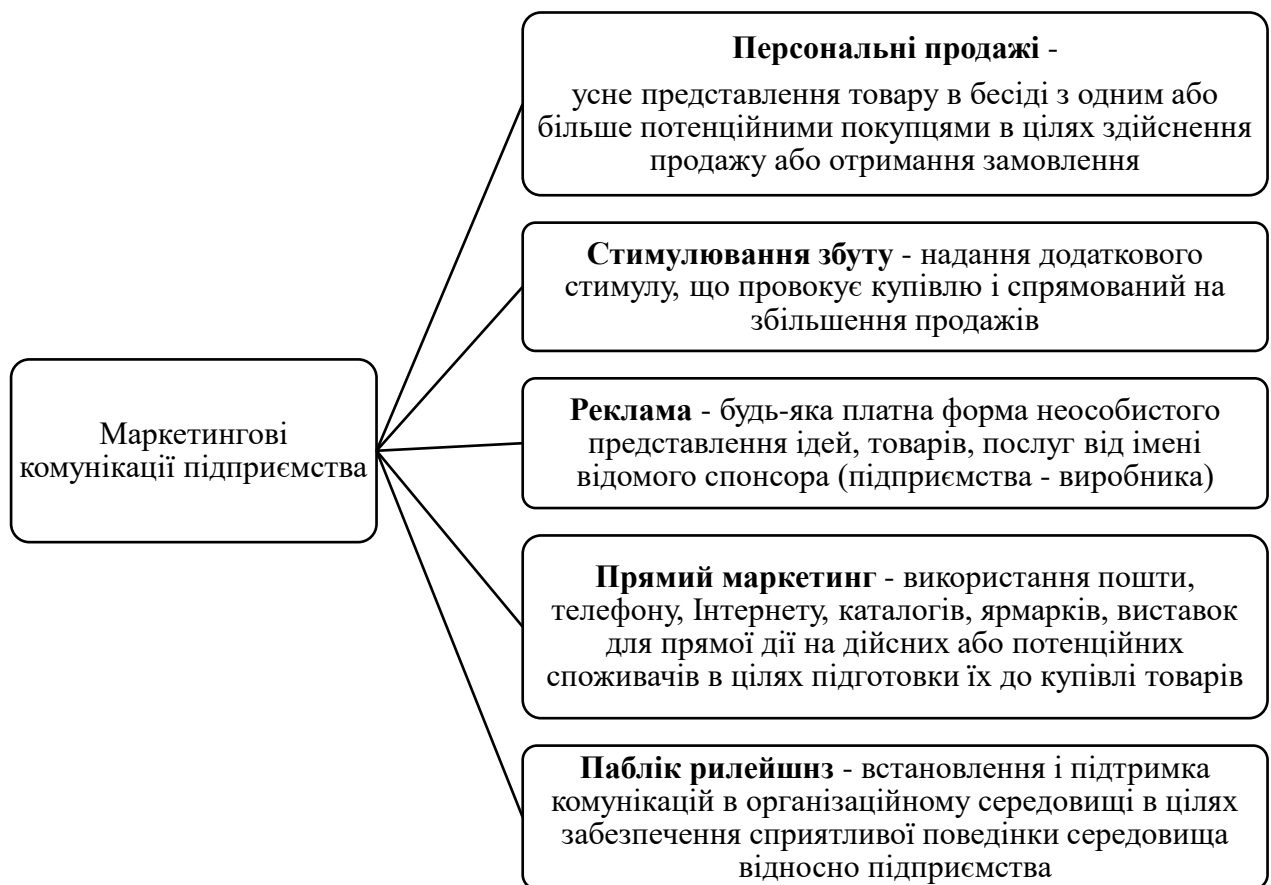 Персональні продажі -
усне представлення товару в бесіді з одним або
більше потенційними покупцями в цілях здійснення
продажу або отримання замовлення
Стимулювання збуту - надання додаткового
стимулу, що провокує купівлю і спрямований на
збільшення продажів
Маркетингові
комунікації підприємства
Реклама - будь-яка платна форма неособистого
представлення ідей, товарів, послуг від імені
відомого спонсора (підприємства - виробника)
Прямий маркетинг - використання пошти,
телефону, Інтернету, каталогів, ярмарків, виставок
для прямої дії на дійсних або потенційних
споживачів в цілях підготовки їх до купівлі товарів
Паблік рилейшнз - встановлення і підтримка
комунікацій в організаційному середовищі в цілях
забезпечення сприятливої поведінки середовища
відносно підприємства